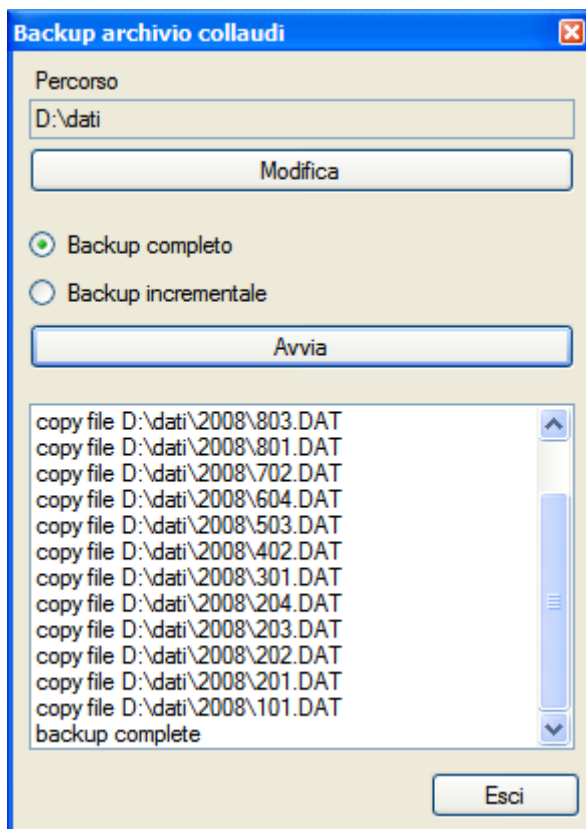 Backup archivio collaudi
Percorso
D:\dati
Modifica
Backup completo
Backup incrementale
Avvia
copy file D:\dati\2008\803.DAT
copy file D:\dati\2008\801.DAT
copy file D:\dati\2008\702.DAT
copy file D:\dati\2008\604.DAT
copy file D:\dati\2008\503.DAT
copy file D:\dati\2008\402.DAT
copy file D:\dati\2008\301.DAT
copy file D:\dati\2008\204.DAT
copy file D:\dati\2008\203.DAT
copy file D:\dati\2008\202.DAT
copy file D:\dati\2008\201.DAT
copy file D:\dati\2008\101.DAT
backup complete
Esci